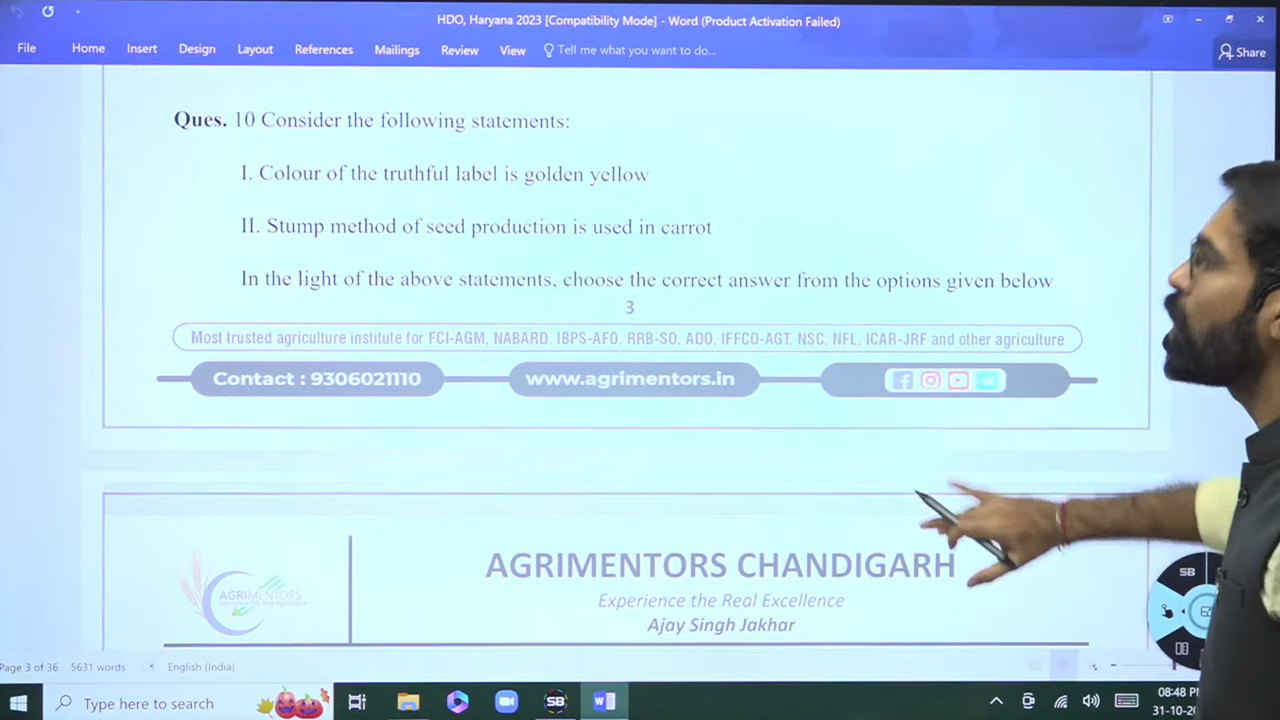 HDO, Haryana 2023 [Compatibility Mode] - Word (Product Activation Failed)
File Home Insert Design Layout References Mailings Review View Tell me what you want to do... Share
Ques. 10 Consider the following statements:
I. Colour of the truthful label is golden yellow
II. Stump method of seed production is used in carrot
In the light of the above statements, choose the correct answer from the options given below
3
Most trusted agriculture institute for FCI-AGM, NABARD, IBPS-AFO, RRB-SO, ADO, IFFCO-AGT, NSC, NFL, ICAR-JRF and other agriculture
Contact : 9306021110 www.agrimentors.in
AGRIMENTORS CHANDIGARH
AGRIMENTORS
Experience the Real Excellence
Ajay Singh Jakhar
SB
Page 3 of 36 5631 words English (India)
Type here to search SB W 08:48
31-10-20